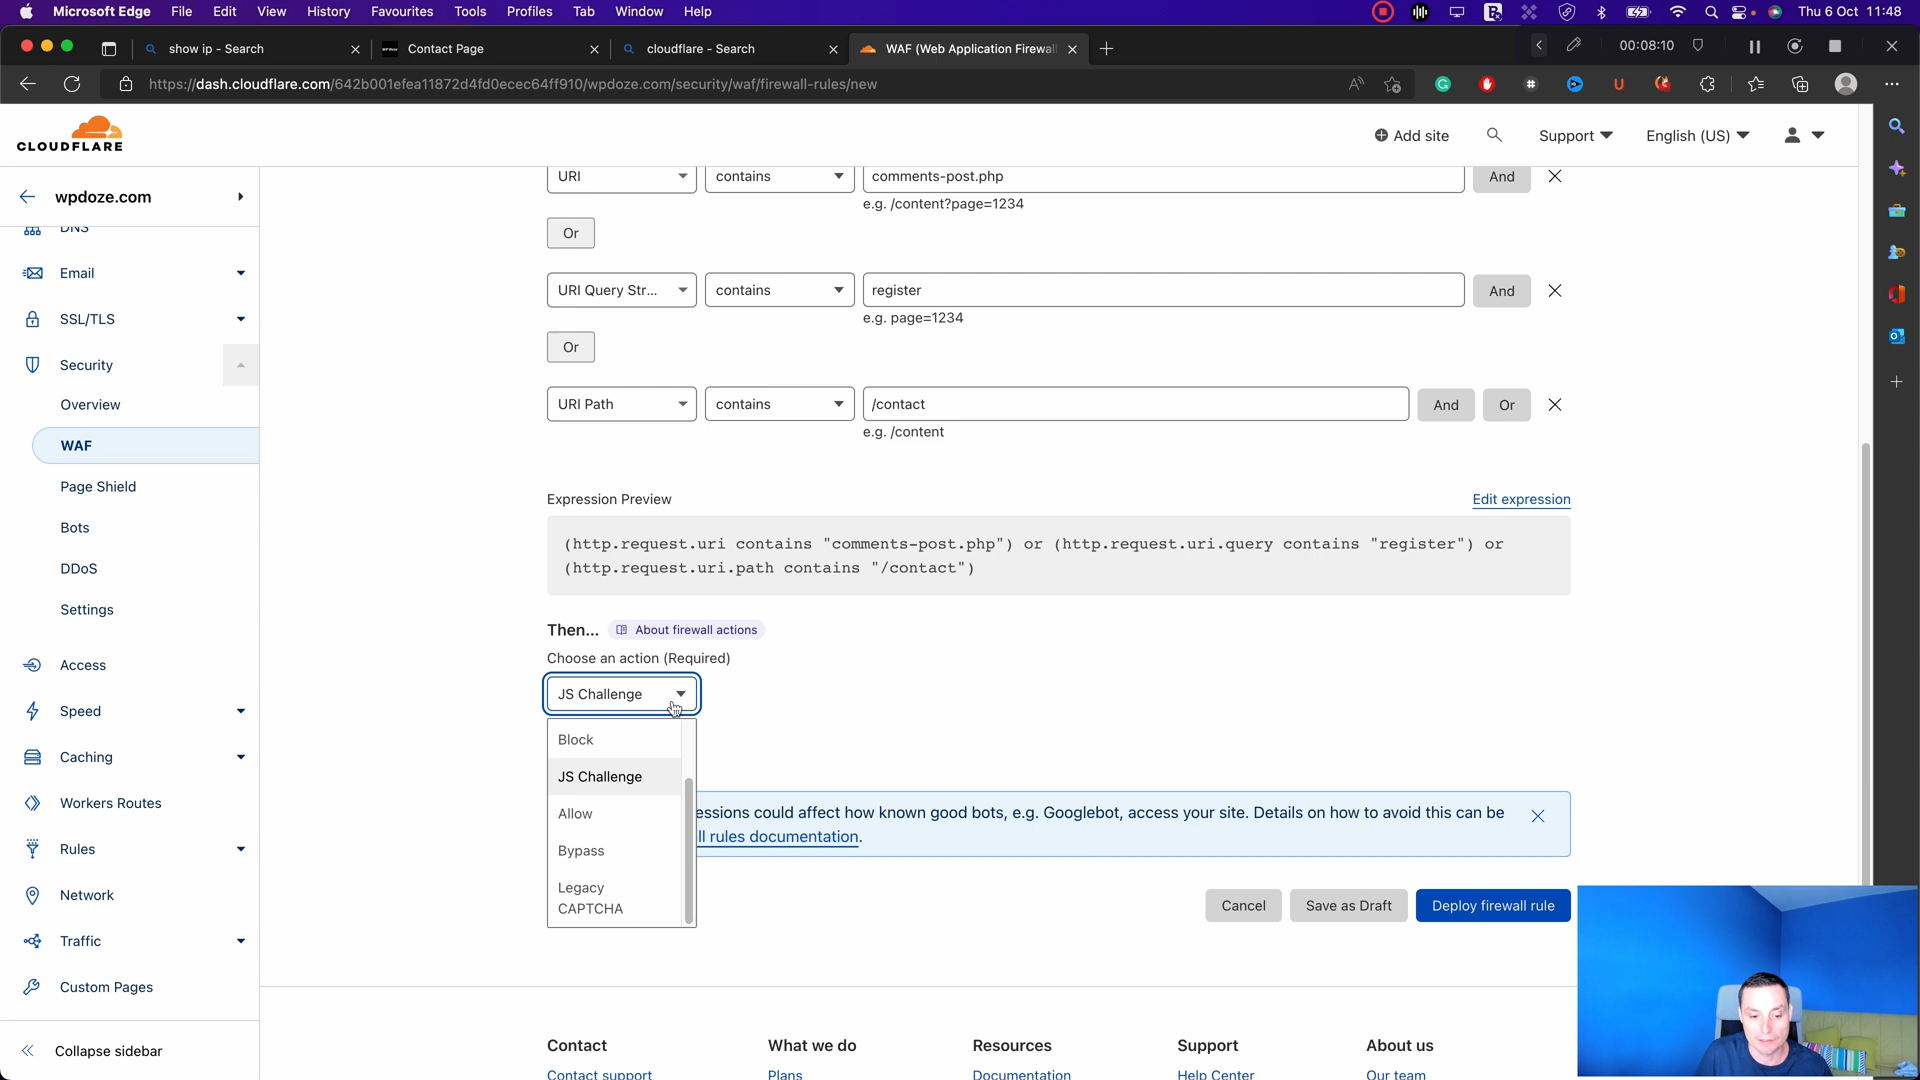 Microsoft Edge File Edit View History Favourites Tools Profiles Tab Window Help Thu 6 Oct 11:48
show ip - Search Contact Page cloudflare - Search WAF (Web Application Firewall 00:08:10
https://dash.cloudflare.com/642b001efea11872d4fd0ecec64ff910/wpdoze.com/security/waf/firewall-rules/new
CLOUDFLARE
Add site Support English (US)
wpdoze.com
DNS
Email
SSL/TLS
Security
Overview
WAF
Page Shield
Bots
DDoS
Settings
Access
Speed
Caching
Workers Routes
Rules
Network
Traffic
Custom Pages
Collapse sidebar
URI contains comments-post.php And
e.g. /content?page=1234
Or
URI Query Str... contains register And
e.g. page=1234
Or
URI Path contains /contact And Or
e.g. /content
Expression Preview Edit expression
(http.request.uri contains "comments-post.php") or (http.request.uri.query contains "register") or
(http.request.uri.path contains "/contact")
Then... About firewall actions
Choose an action (Required)
JS Challenge
Block
JS Challenge
Allow
Bypass
Legacy
CAPTCHA
essions could affect how known good bots, e.g. Googlebot, access your site. Details on how to avoid this can be
ll rules documentation.
Cancel Save as Draft Deploy firewall rule
Contact What we do Resources Support About us
Contact support Plans Documentation Help Center Our team